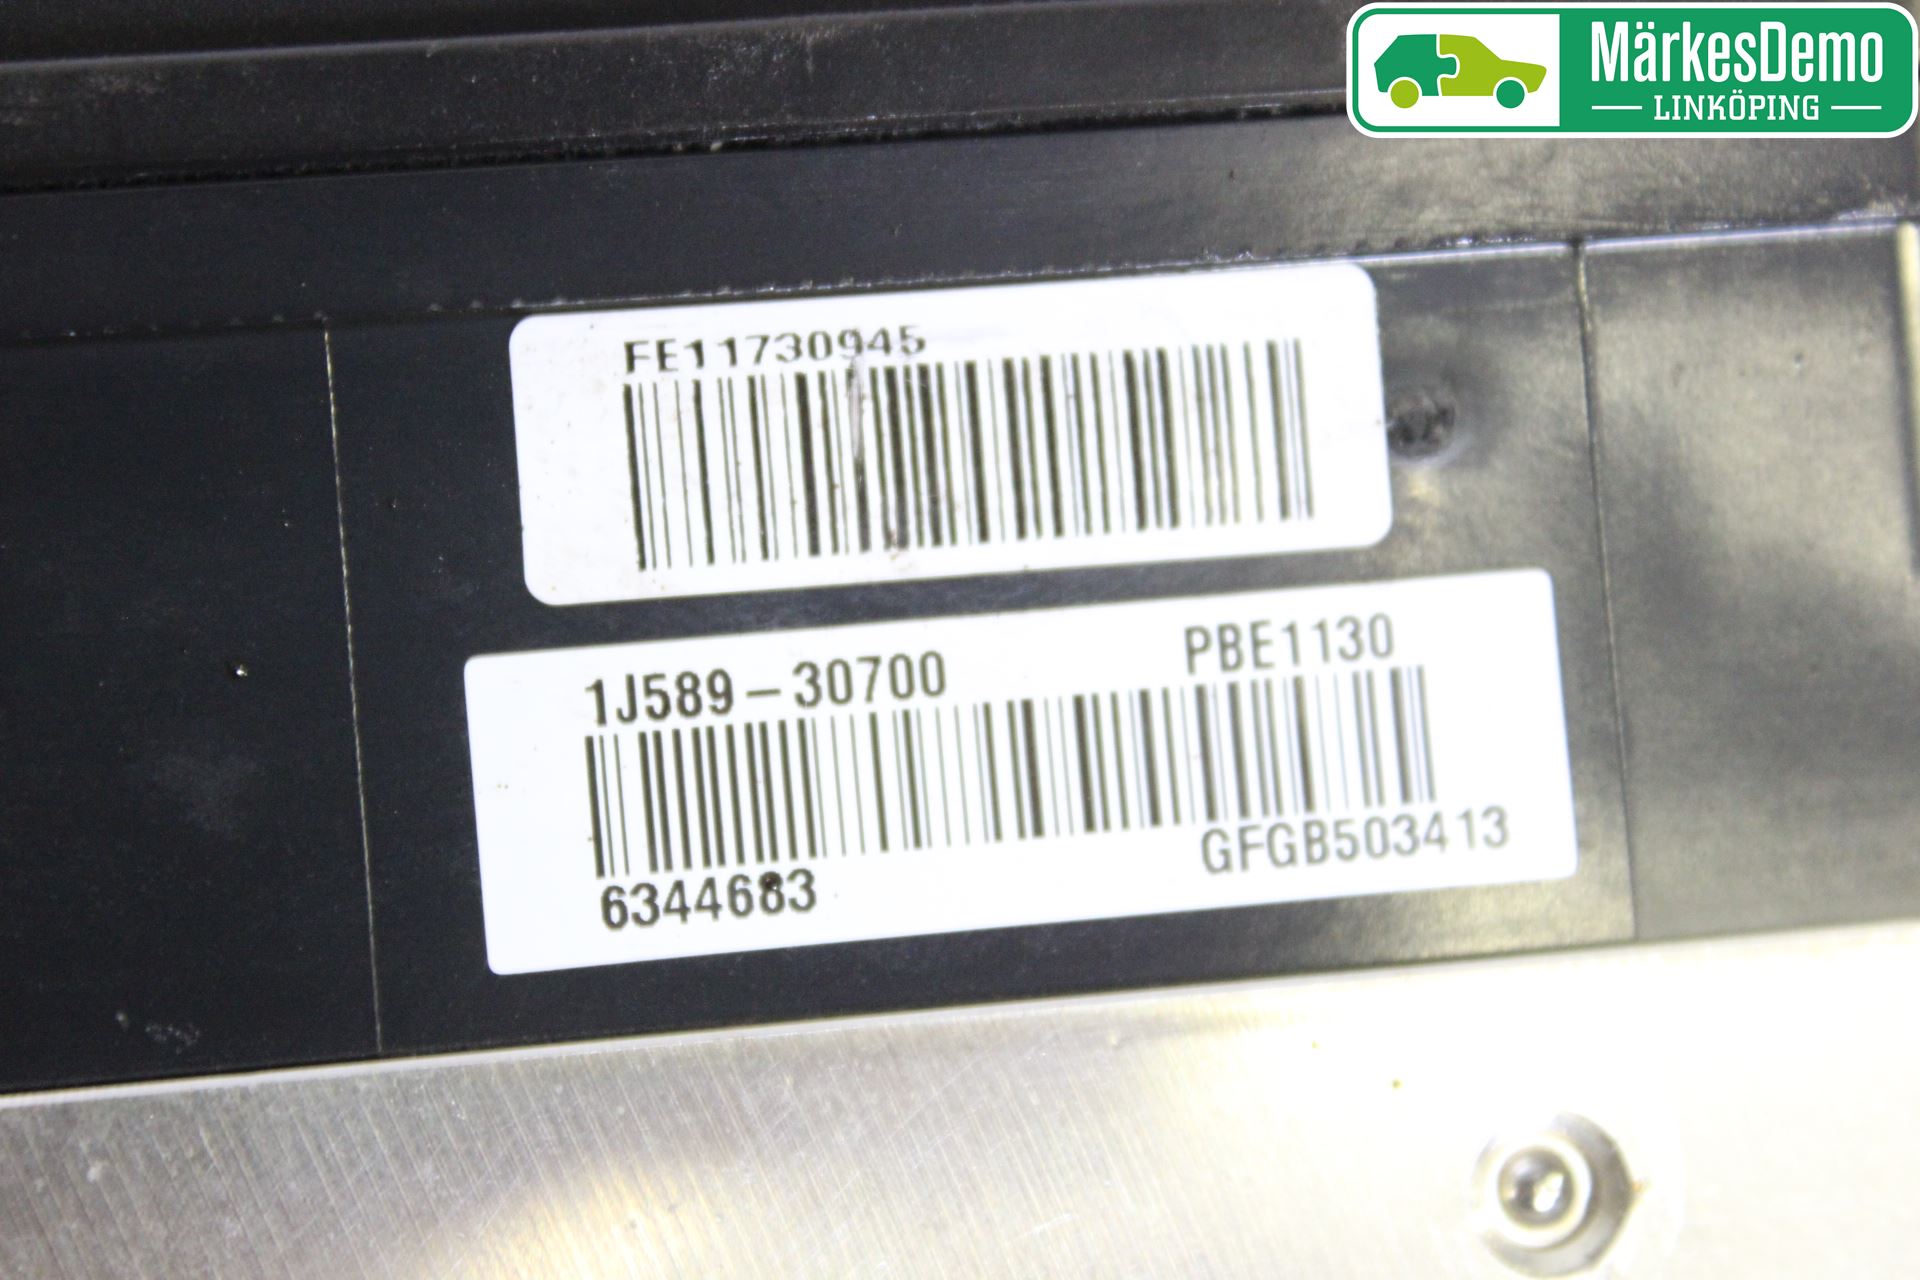 MärkesDemo
LINKÖPING
FE11730945
1J589-30700 PBE1130
6344683 GFGB503413